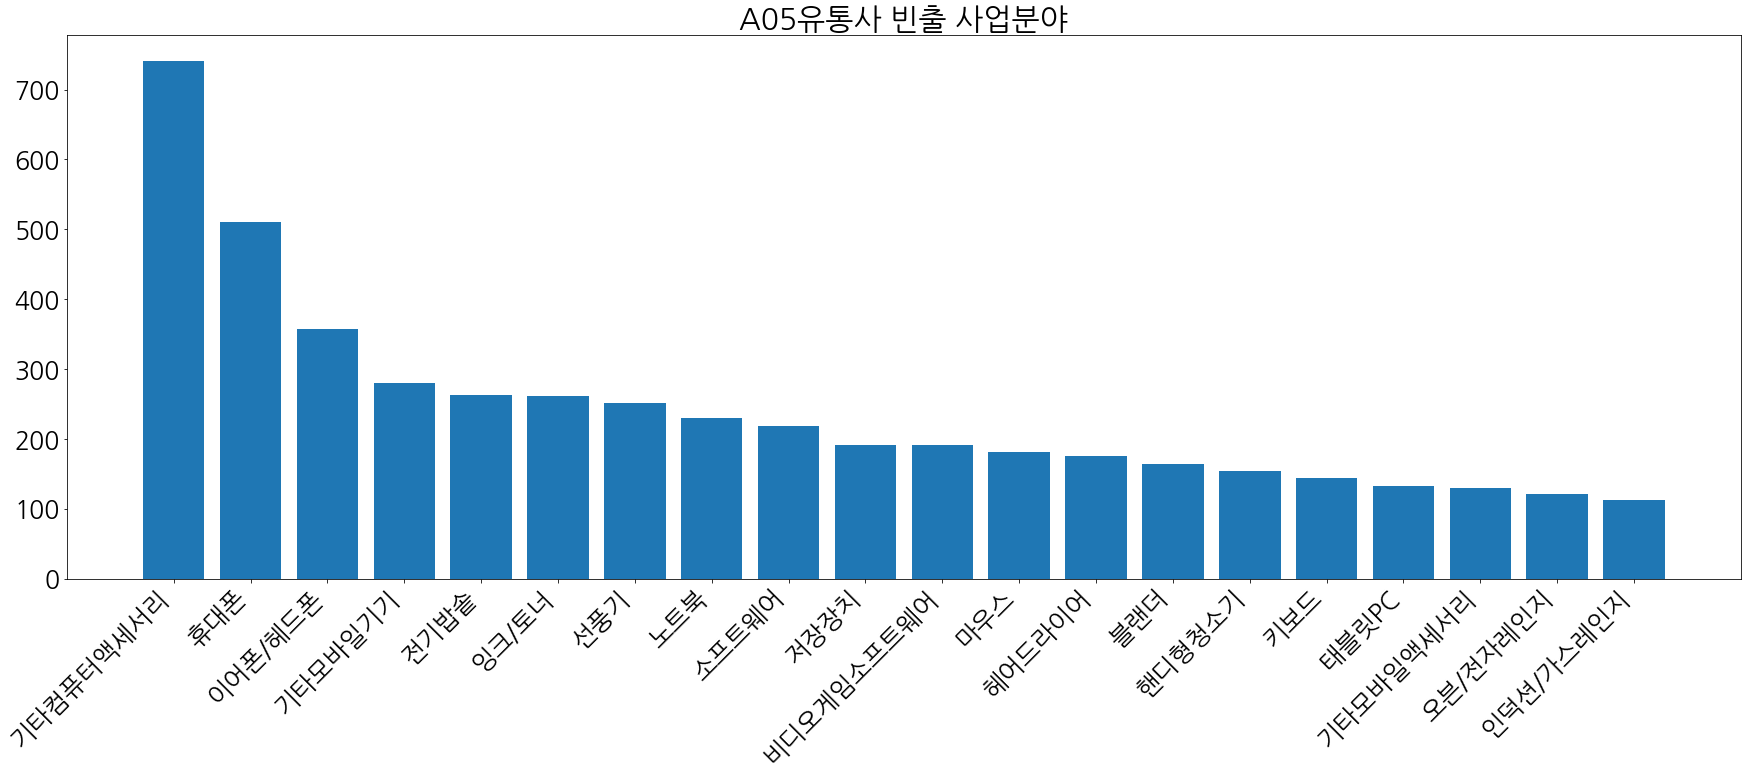 A05유통사 빈출 사업분야
700
600
500
400
300
200
100
0
기타컴퓨터액세서리
휴대폰
이어폰/헤드폰
기타모바일기기
전기밥솥
잉크/토너
선풍기
노트북
소프트웨어
저장장치
비디오게임소프트웨어
마우스
헤어드라이어
블랜더
핸디형청소기
키보드
태블릿PC
기타모바일액세서리
오븐/전자레인지
인덕션/가스레인지